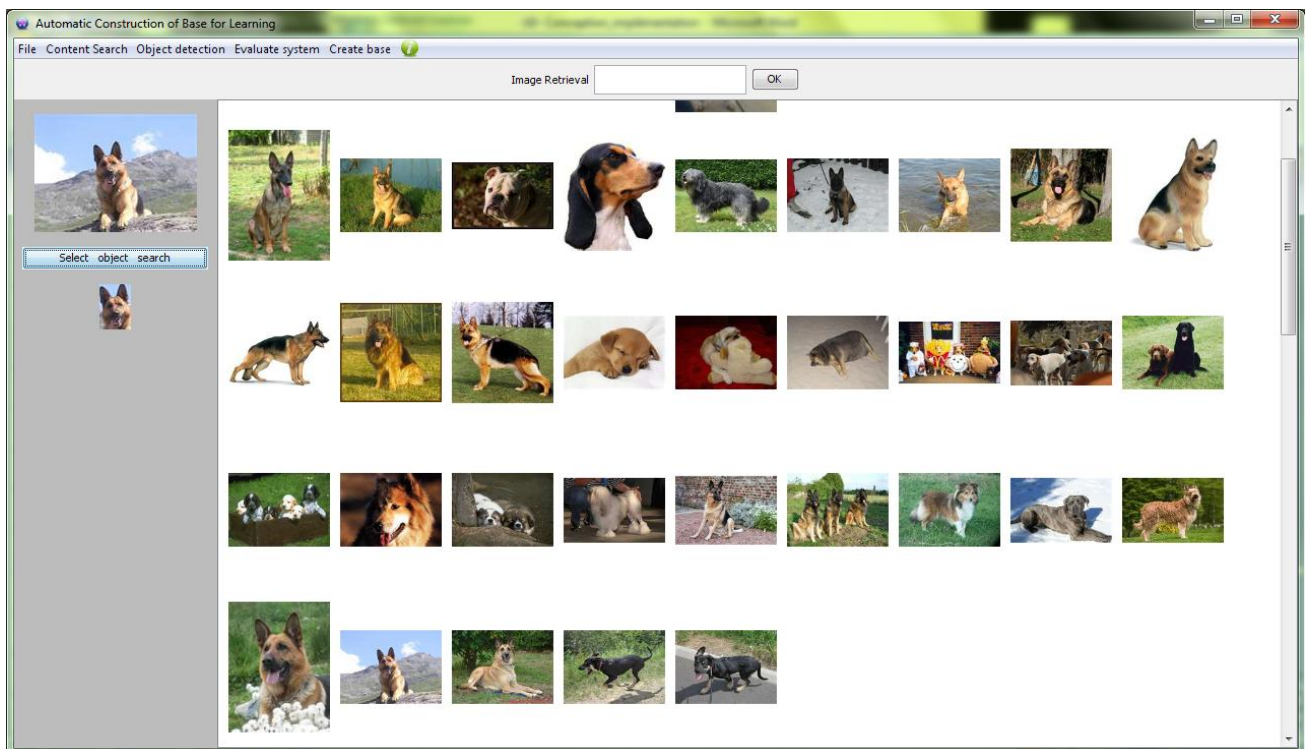 Automatic Construction of Base for Learning
File Content Search Object detection Evaluate system Create base
Image Retrieval OK
Select object search